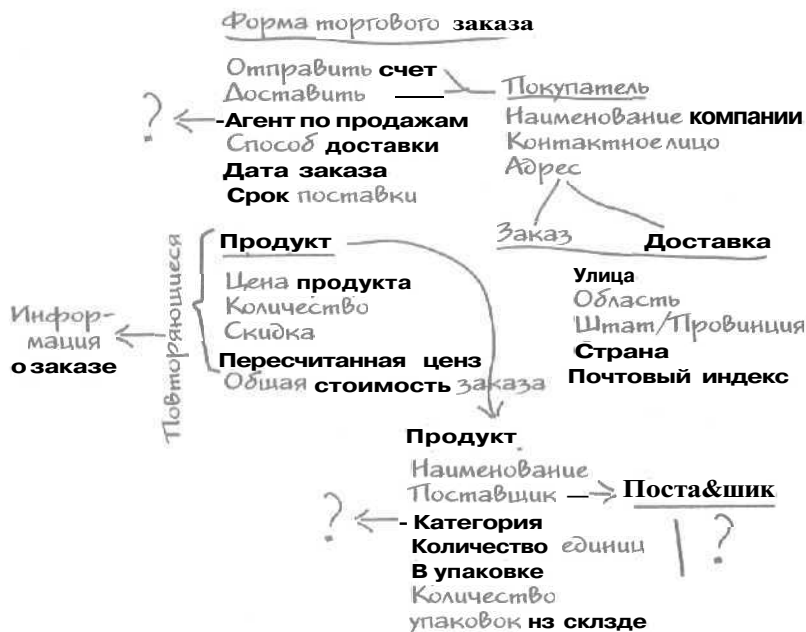 Форма торгового заказа
Отправить счет
Доставить —
?
-Агент по продажам
Способ доставки
Дата заказа
Срок поставки
Покупатель
Наименование компании
Контактное лицо
Адрес
Заказ
Доставка
Улица
Область
Штат/Провинция
Страна
Почтовый индекс
Повторяющиеся
Продукт
Цена продукта
Количество
Скидка
Пересчитанная ценз
Общая стоимость заказа
Инфор-
мация
о заказе
Продукт
Наименование
Поставщик —
Поста&шик
?
- Категория
Количество единиц
В упаковке
Количество
упаковок нз склзде
?